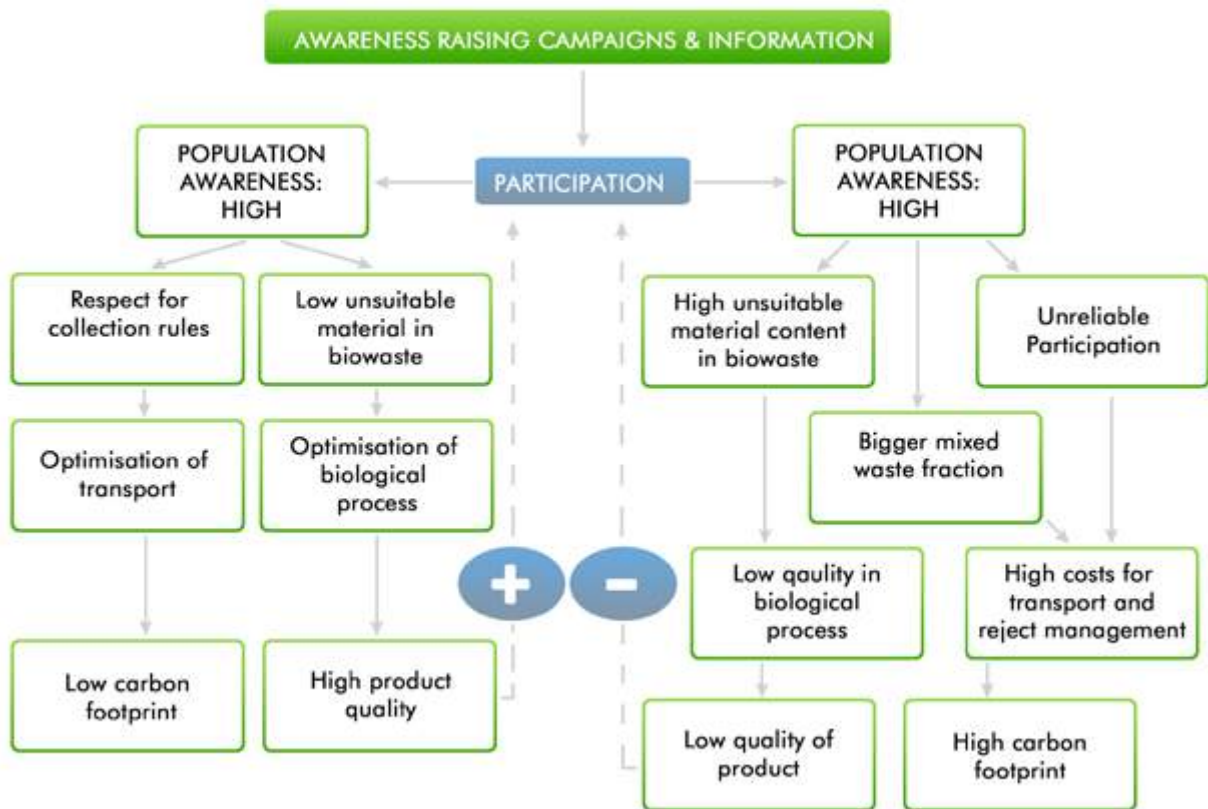 AWARENESS RAISING CAMPAIGNS & INFORMATION
POPULATION
AWARENESS:
HIGH
PARTICIPATION
POPULATION
AWARENESS:
HIGH
Respect for
collection rules
Low unsuitable
material in
biowaste
High unsuitable
material content
in biowaste
Unreliable
Participation
Optimisation of
transport
Optimisation of
biological
process
Bigger mixed
waste fraction
+
-
Low qaulity in
biological
process
High costs for
transport and
reject management
Low carbon
footprint
High product
quality
Low quality of
product
High carbon
footprint